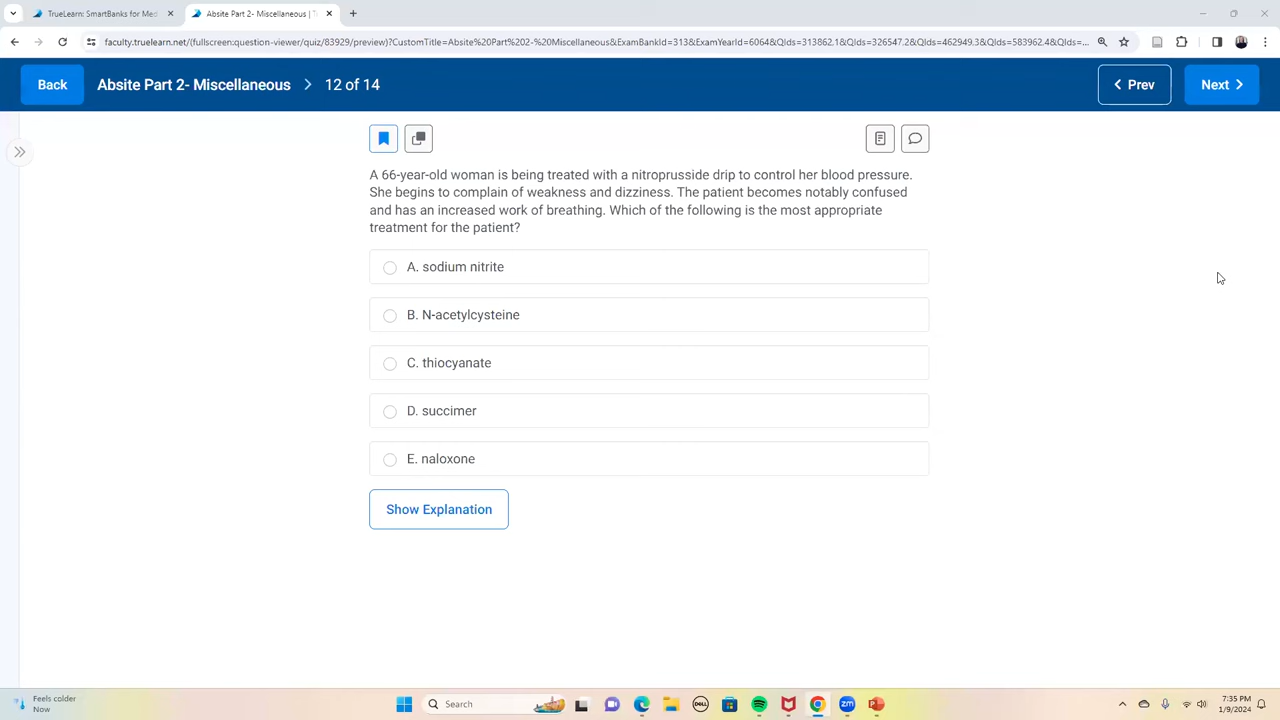 TrueLearn: SmartBanks for Med
Absite Part 2- Miscellaneous | T
faculty.truelearn.net/(fullscreen:question-viewer/quiz/83929/preview)?CustomTitle=Absite%20Part%202-%20Miscellaneous&ExamBankId=313&ExamYearId=6064&QIds=313862.1&QIds=326547.2&QIds=462949.3&QIds=583962.4&QIds=...
Back
Absite Part 2- Miscellaneous > 12 of 14
Prev
Next
A 66-year-old woman is being treated with a nitroprusside drip to control her blood pressure.
She begins to complain of weakness and dizziness. The patient becomes notably confused
and has an increased work of breathing. Which of the following is the most appropriate
treatment for the patient?
A. sodium nitrite
B. N-acetylcysteine
C. thiocyanate
D. succimer
E. naloxone
Show Explanation
Feels colder
Now
Search
DELL
zm
7:35 PM
1/9/2024